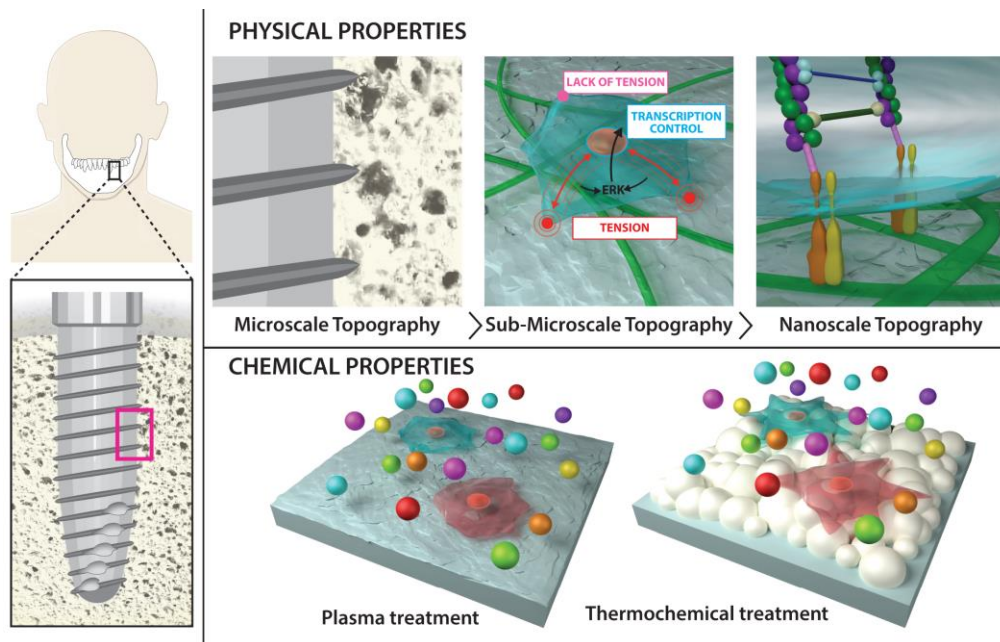 PHYSICAL PROPERTIES
LACK OF TENSION
TRANSCRIPTION
CONTROL
ERK
TENSION
Microscale Topography
Sub-Microscale Topography
Nanoscale Topography
CHEMICAL PROPERTIES
Plasma treatment
Thermochemical treatment